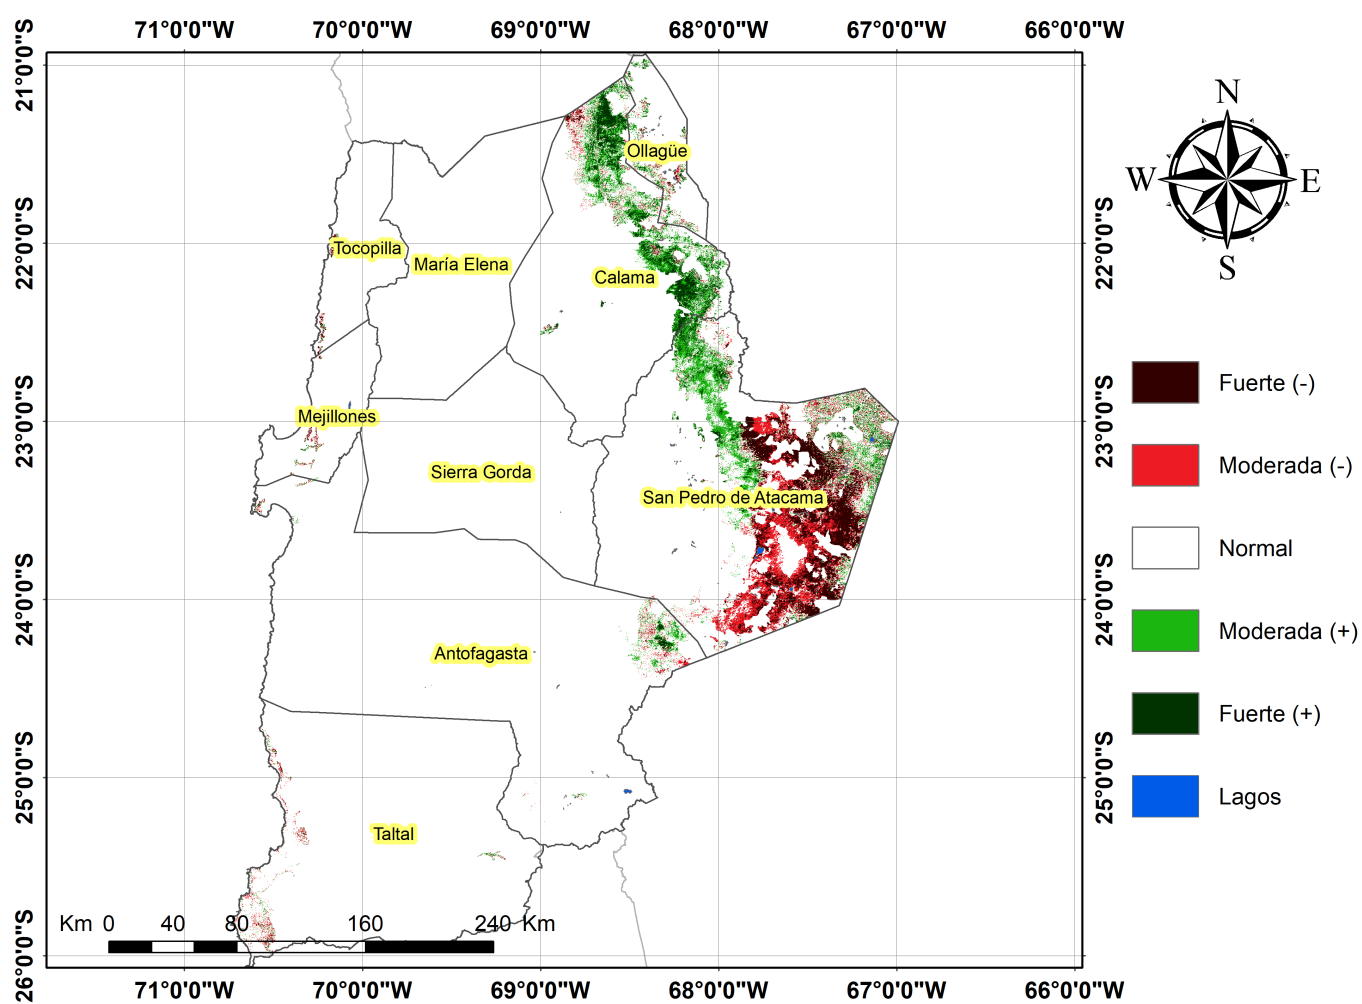 71°0'0"W 70°0'0"W 69°0'0"W 68°0'0"W 67°0'0"W 66°0'0"W
21°0'0"S
22°0'0"S
23°0'0"S
24°0'0"S
25°0'0"S
26°0'0"S
Ollagüe
Tocopilla
María Elena
Calama
Mejillones
Sierra Gorda
San Pedro de Atacama
Antofagasta
Taltal
Km 0 40 80 160 240 Km
71°0'0"W 70°0'0"W 69°0'0"W 68°0'0"W 67°0'0"W 66°0'0"W
22°0'0"S
23°0'0"S
24°0'0"S
25°0'0"S
N
W E
S
Fuerte (-)
Moderada (-)
Normal
Moderada (+)
Fuerte (+)
Lagos